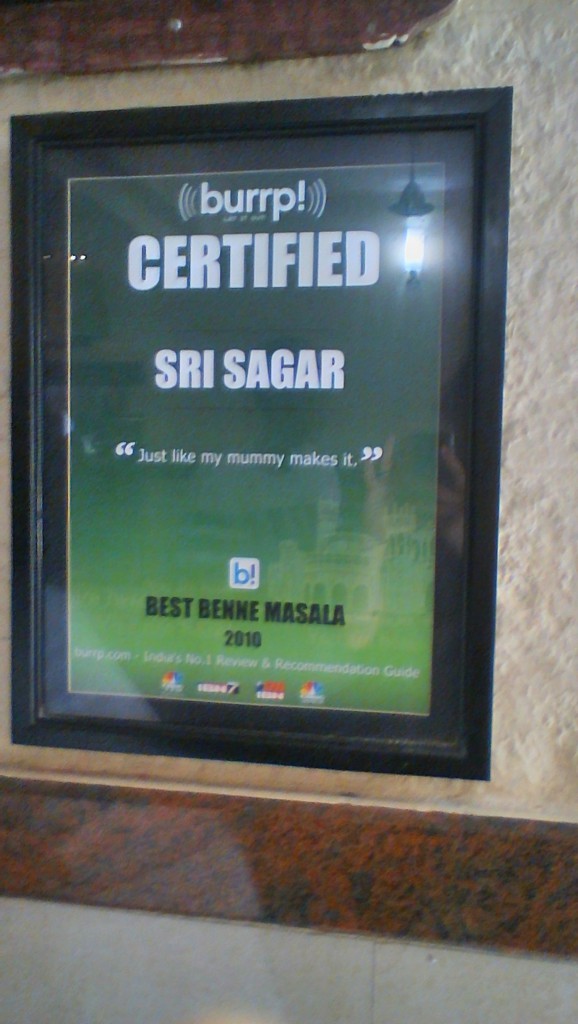 burrp!
CERTIFIED
SRI SAGAR
“Just like my mummy makes it.”
b!
BEST BENNE MASALA
2010
burrp.com - India's No.1 Review & Recommendation Guide